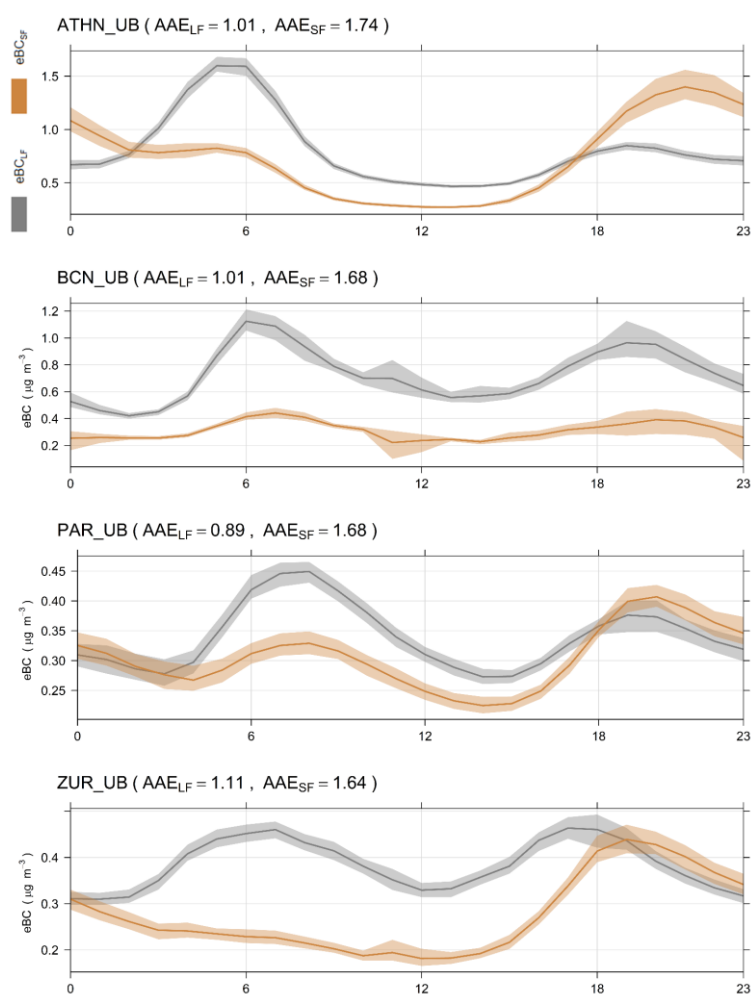 eBC_SF
eBC_LF
ATHN_UB ( AAE_LF = 1.01 , AAE_SF = 1.74 )
1.5
1.0
0.5
0 6 12 18 23
BCN_UB ( AAE_LF = 1.01 , AAE_SF = 1.68 )
eBC ( μg m⁻³ )
1.2
1.0
0.8
0.6
0.4
0.2
0 6 12 18 23
PAR_UB ( AAE_LF = 0.89 , AAE_SF = 1.68 )
eBC ( μg m⁻³ )
0.45
0.40
0.35
0.30
0.25
0 6 12 18 23
ZUR_UB ( AAE_LF = 1.11 , AAE_SF = 1.64 )
eBC ( μg m⁻³ )
0.4
0.3
0.2
0 6 12 18 23